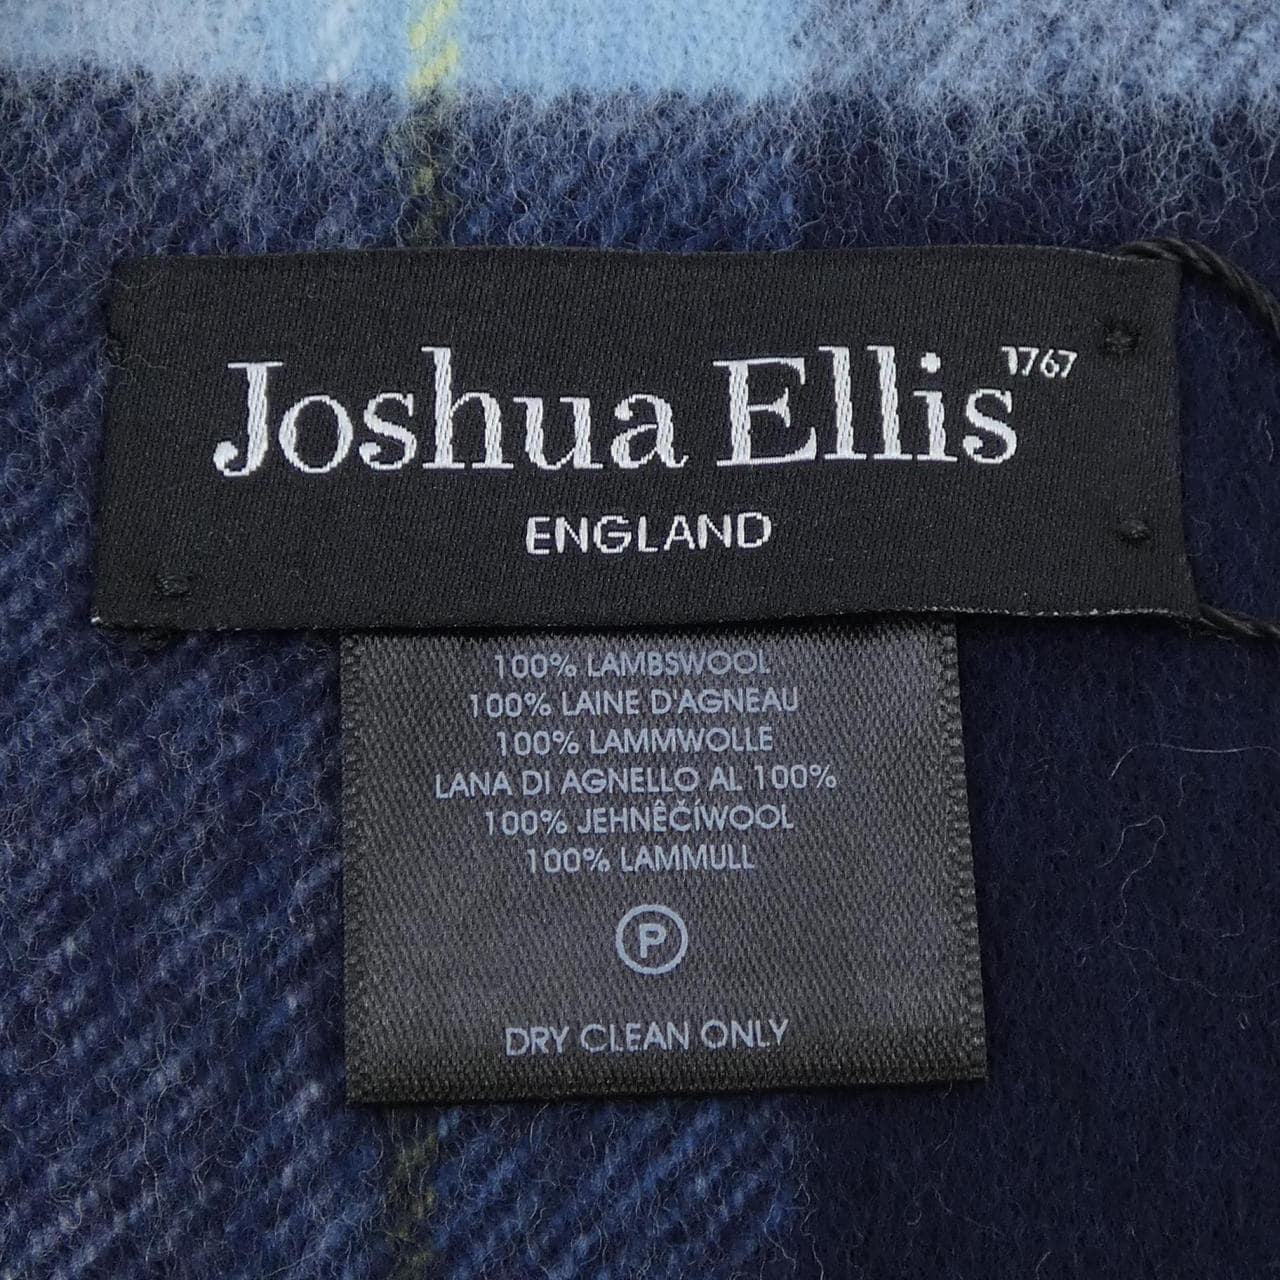 Joshua Ellis 1767
ENGLAND
100% LAMBSWOOL
100% LAINE D'AGNEAU
100% LAMMWOLLE
LANA DI AGNELLO AL 100%
100% JEHNÊČÍWOOL
100% LAMMULL
P
DRY CLEAN ONLY